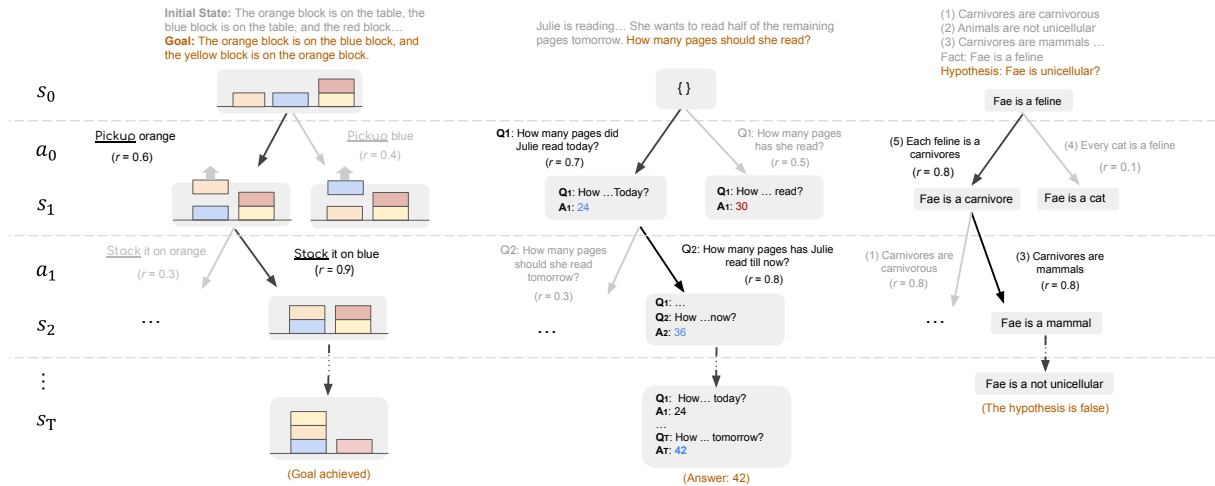 Initial State: The orange block is on the table, the
blue block is on the table, and the red block…
Goal: The orange block is on the blue block, and
the yellow block is on the orange block.
Julie is reading… She wants to read half of the remaining
pages tomorrow. How many pages should she read?
(1) Carnivores are carnivorous
(2) Animals are not unicellular
(3) Carnivores are mammals …
Fact: Fae is a feline
Hypothesis: Fae is unicellular?
s0
{ }
Fae is a feline
a0
Pickup orange
(r = 0.6)
Pickup blue
(r = 0.4)
Q1: How many pages did
Julie read today?
(r = 0.7)
Q1: How many pages
has she read?
(r = 0.5)
(5) Each feline is a
carnivores
(r = 0.8)
(4) Every cat is a feline
(r = 0.1)
s1
Q1: How …Today?
A1: 24
Q1: How … read?
A1: 30
Fae is a carnivore
Fae is a cat
a1
Stack it on orange
(r = 0.3)
Stack it on blue
(r = 0.9)
Q2: How many pages
should she read
tomorrow?
(r = 0.3)
Q2: How many pages has Julie
read till now?
(r = 0.8)
(1) Carnivores are
carnivorous
(r = 0.8)
(3) Carnivores are
mammals
(r = 0.8)
s2
…
…
Q1: …
Q2: How …now?
A2: 36
…
Fae is a mammal
⋮
sT
Q1: How… today?
A1: 24
…
QT: How … tomorrow?
AT: 42
Fae is a not unicellular
(The hypothesis is false)
(Goal achieved)
(Answer: 42)